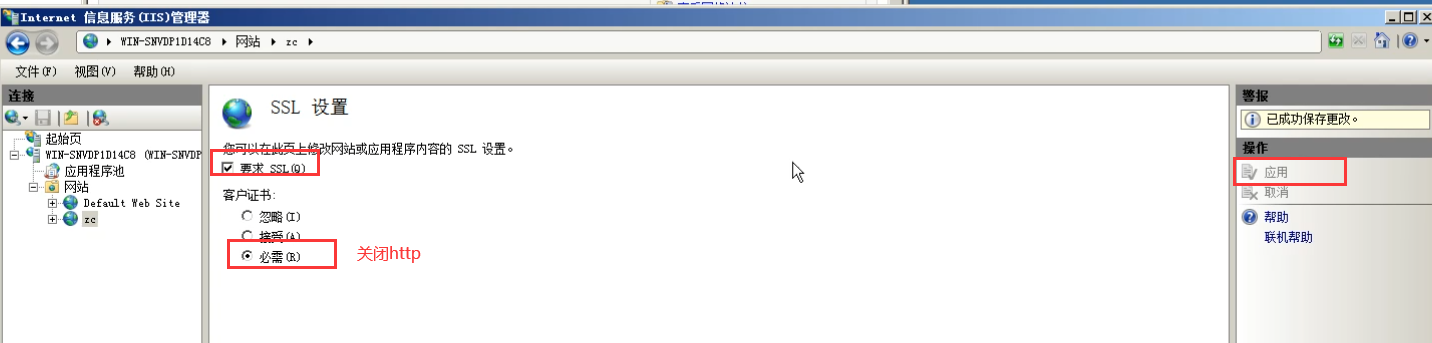 Internet 信息服务(IIS)管理器
WIN-SNVDP1D14C8 网站 zc
文件(F) 视图(V) 帮助(H)
连接
起始页
WIN-SNVDP1D14C8 (WIN-SNVDP
应用程序池
网站
Default Web Site
zc
SSL 设置
您可以在此页上修改网站或应用程序内容的 SSL 设置。
要求 SSL(Q)
客户证书:
忽略(I)
接受(A)
必需(R)
关闭http
警报
已成功保存更改。
操作
应用
取消
帮助
联机帮助